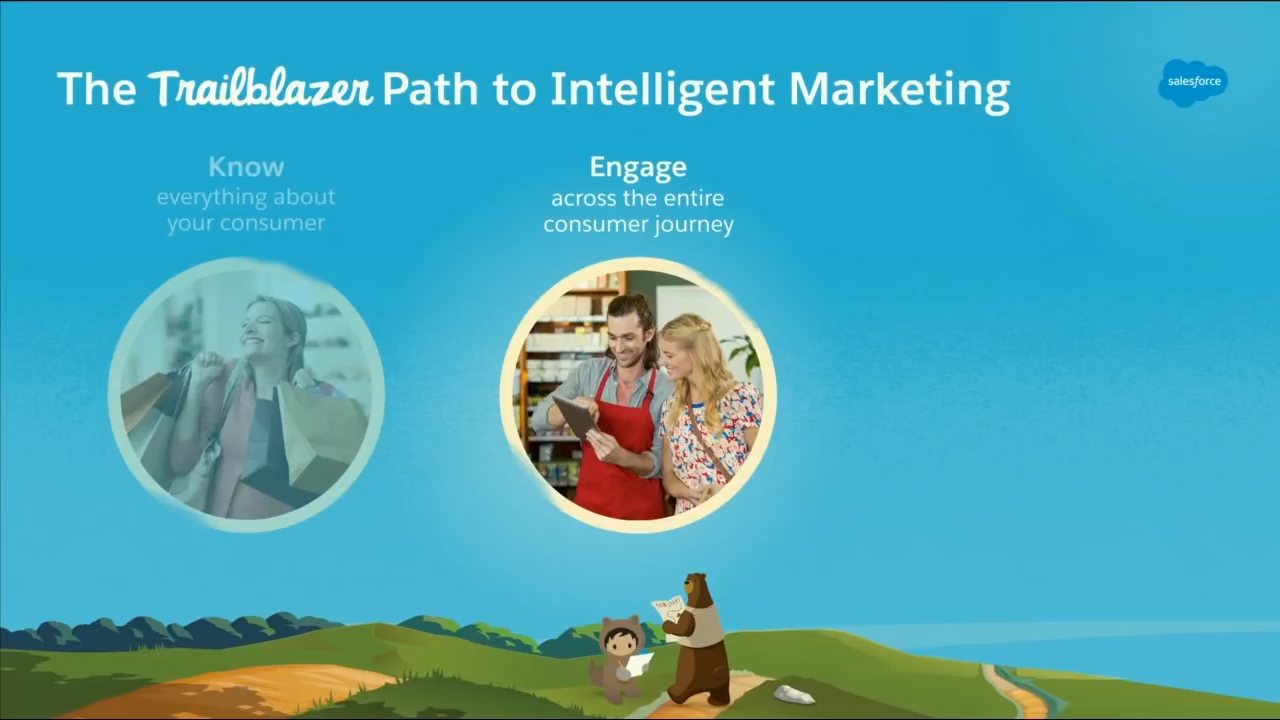 The Trailblazer Path to Intelligent Marketing
salesforce
Know
everything about
your consumer
Engage
across the entire
consumer journey